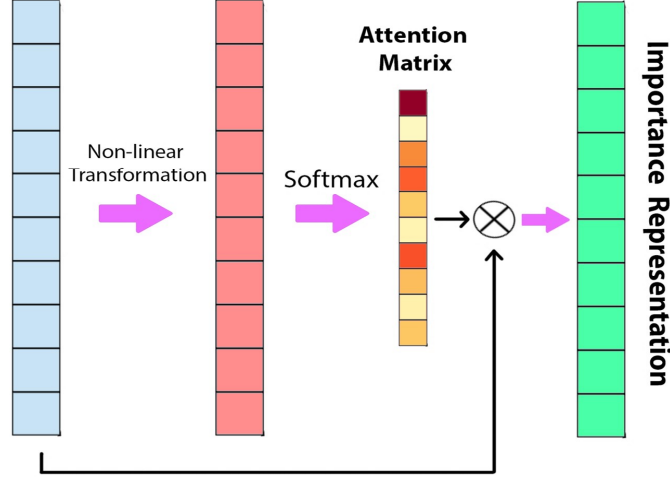 Non-linear
Transformation
Softmax
Attention
Matrix
Importance Representation